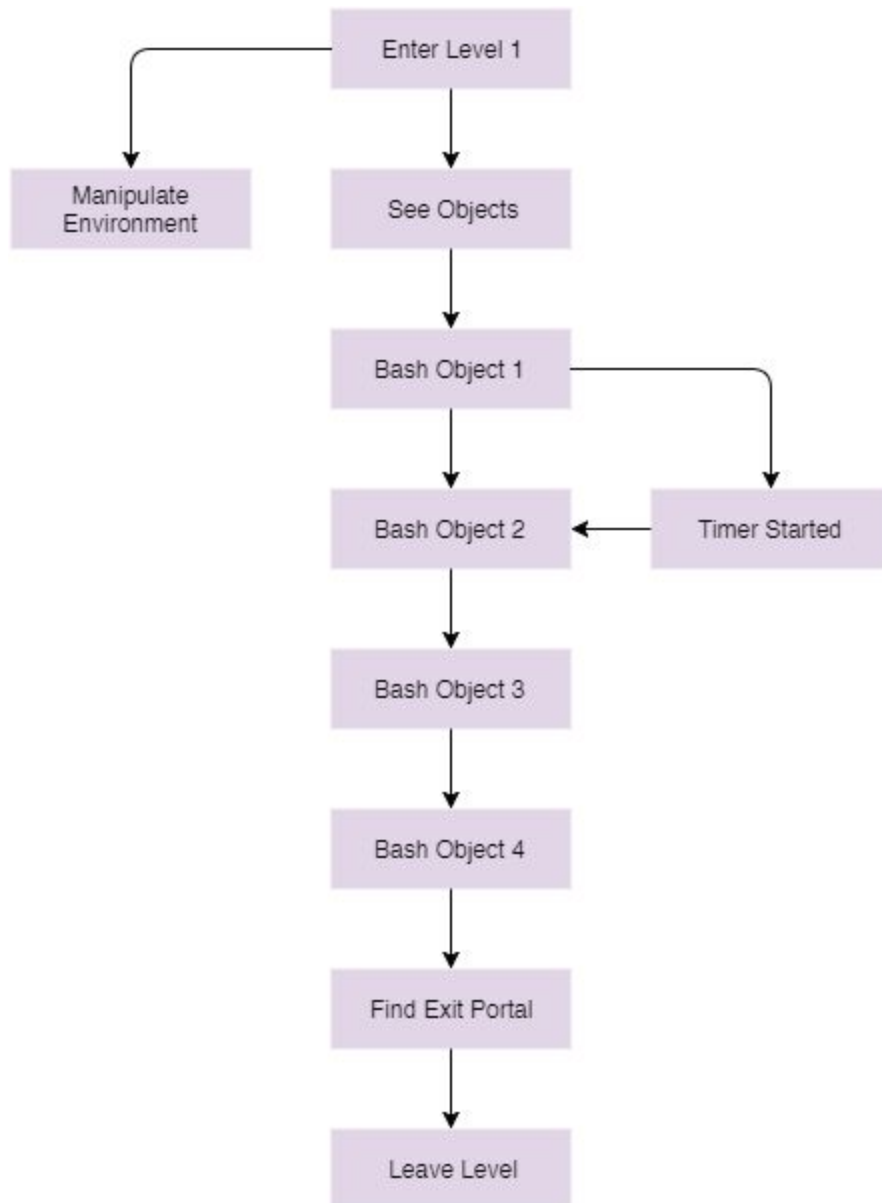 Enter Level 1
Manipulate
Environment
See Objects
Bash Object 1
Bash Object 2
Timer Started
Bash Object 3
Bash Object 4
Find Exit Portal
Leave Level